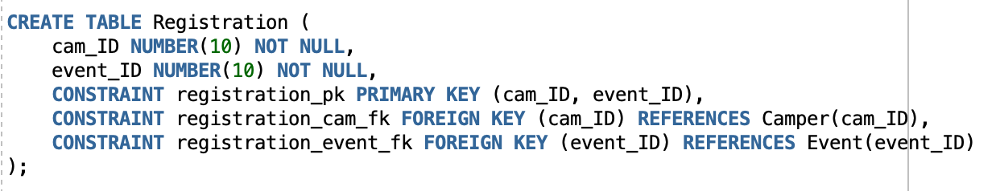 CREATE TABLE Registration (
    cam_ID NUMBER(10) NOT NULL,
    event_ID NUMBER(10) NOT NULL,
    CONSTRAINT registration_pk PRIMARY KEY (cam_ID, event_ID),
    CONSTRAINT registration_cam_fk FOREIGN KEY (cam_ID) REFERENCES Camper(cam_ID),
    CONSTRAINT registration_event_fk FOREIGN KEY (event_ID) REFERENCES Event(event_ID)
);